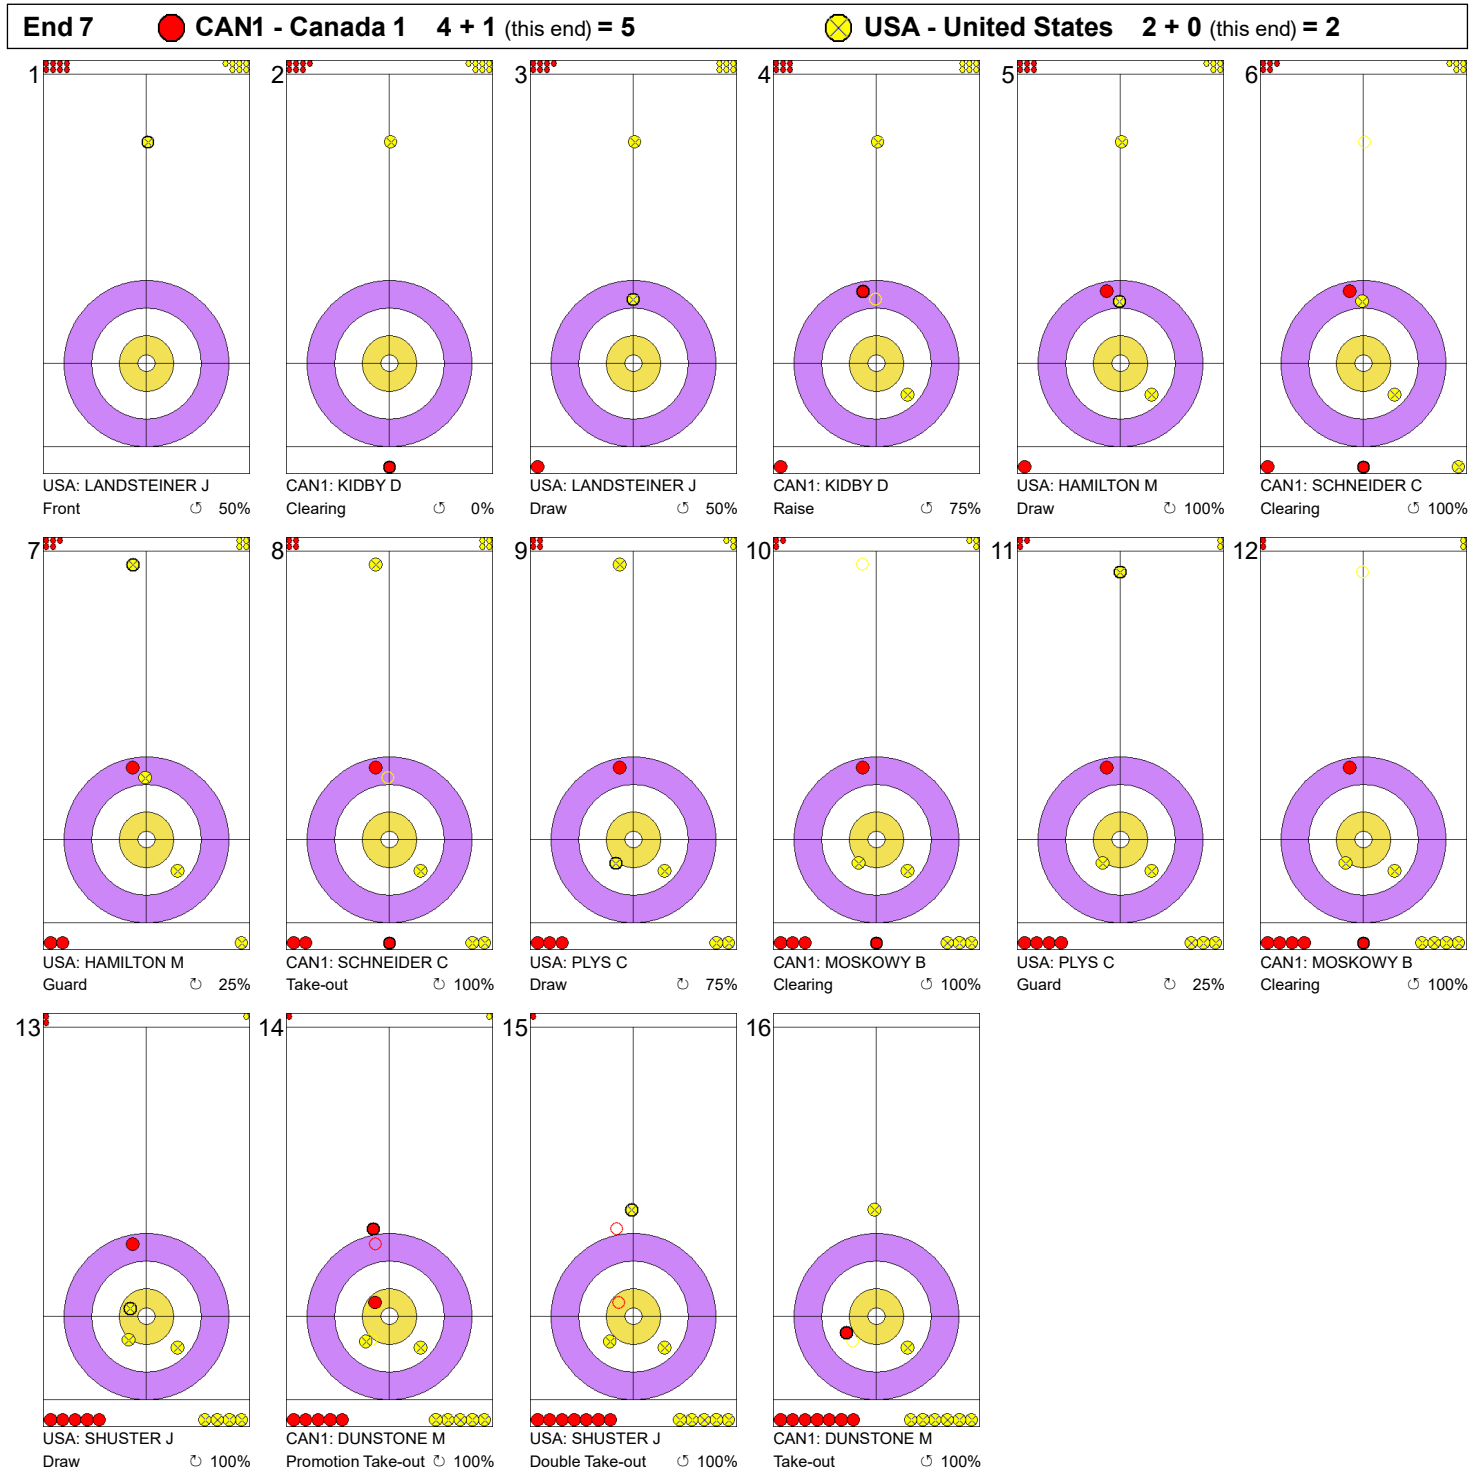 End 7 CAN1 - Canada 1 4 + 1 (this end) = 5 USA - United States 2 + 0 (this end) = 2
1 2 3 4 5 6
USA: LANDSTEINER J CAN1: KIDBY D USA: LANDSTEINER J CAN1: KIDBY D USA: HAMILTON M CAN1: SCHNEIDER C
Front ↺ 50% Clearing ↺ 0% Draw ↺ 50% Raise ↺ 75% Draw ↻ 100% Clearing ↺ 100%
7 8 9 10 11 12
USA: HAMILTON M CAN1: SCHNEIDER C USA: PLYS C CAN1: MOSKOWY B USA: PLYS C CAN1: MOSKOWY B
Guard ↻ 25% Take-out ↻ 100% Draw ↻ 75% Clearing ↺ 100% Guard ↻ 25% Clearing ↺ 100%
13 14 15 16
USA: SHUSTER J CAN1: DUNSTONE M USA: SHUSTER J CAN1: DUNSTONE M
Draw ↻ 100% Promotion Take-out ↻ 100% Double Take-out ↺ 100% Take-out ↺ 100%